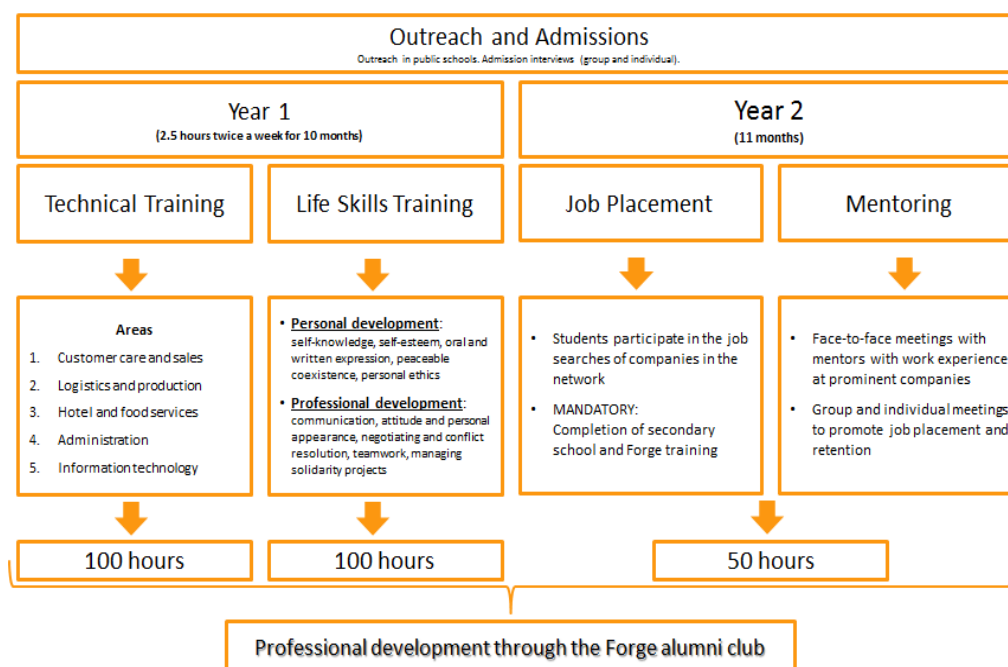 Outreach and Admissions
Outreach in public schools. Admission interviews (group and individual).
Year 1
(2.5 hours twice a week for 10 months)
Year 2
(11 months)
Technical Training
Life Skills Training
Job Placement
Mentoring
Areas
1. Customer care and sales
2. Logistics and production
3. Hotel and food services
4. Administration
5. Information technology
• Personal development:
self-knowledge, self-esteem, oral and
written expression, peaceable
coexistence, personal ethics
• Professional development:
communication, attitude and personal
appearance, negotiating and conflict
resolution, teamwork, managing
solidarity projects
• Students participate in the job
searches of companies in the
network
• MANDATORY:
Completion of secondary
school and Forge training
• Face-to-face meetings with
mentors with work experience
at prominent companies
• Group and individual meetings
to promote job placement and
retention
100 hours
100 hours
50 hours
Professional development through the Forge alumni club